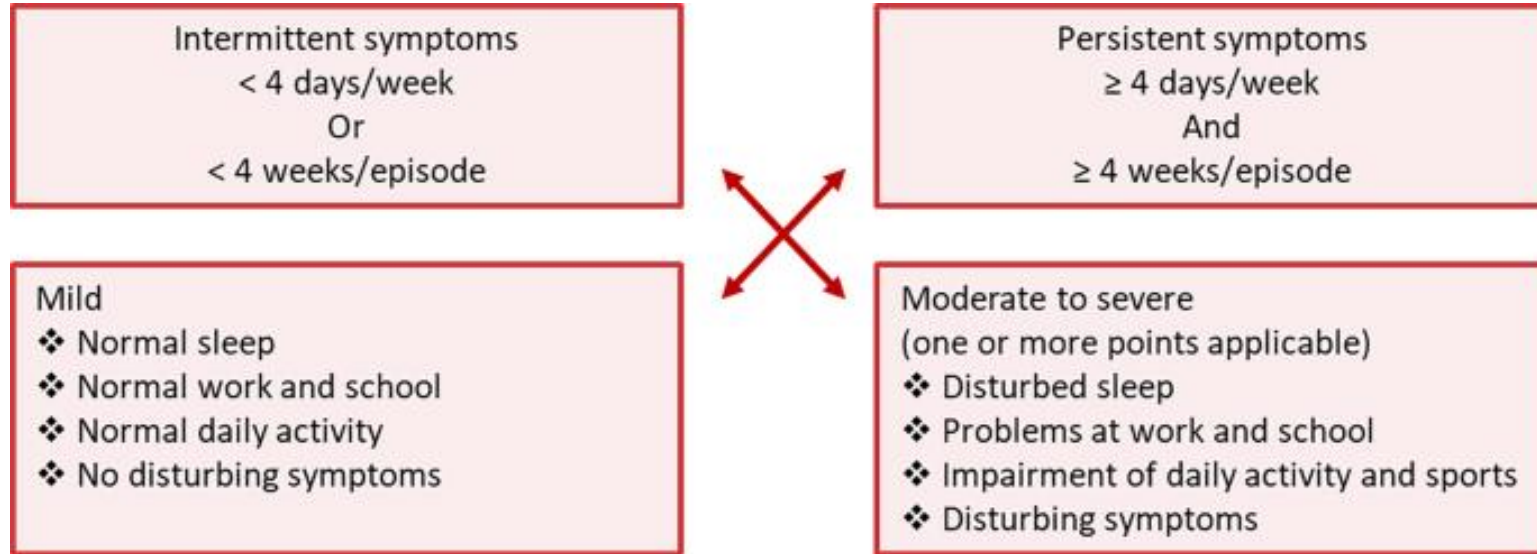 Intermittent symptoms
< 4 days/week
Or
< 4 weeks/episode
Persistent symptoms
≥ 4 days/week
And
≥ 4 weeks/episode
Mild
❖ Normal sleep
❖ Normal work and school
❖ Normal daily activity
❖ No disturbing symptoms
Moderate to severe
(one or more points applicable)
❖ Disturbed sleep
❖ Problems at work and school
❖ Impairment of daily activity and sports
❖ Disturbing symptoms